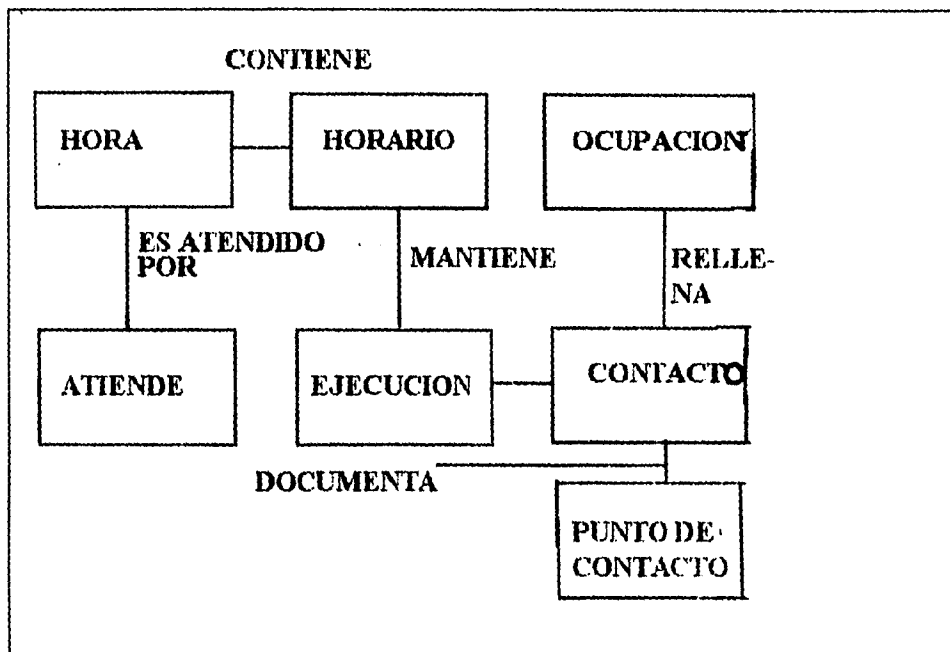 CONTIENE
HORA
HORARIO
OCUPACION
ES ATENDIDO
POR
MANTIENE
RELLE-
NA
ATIENDE
EJECUCION
CONTACTO
DOCUMENTA
PUNTO DE
CONTACTO